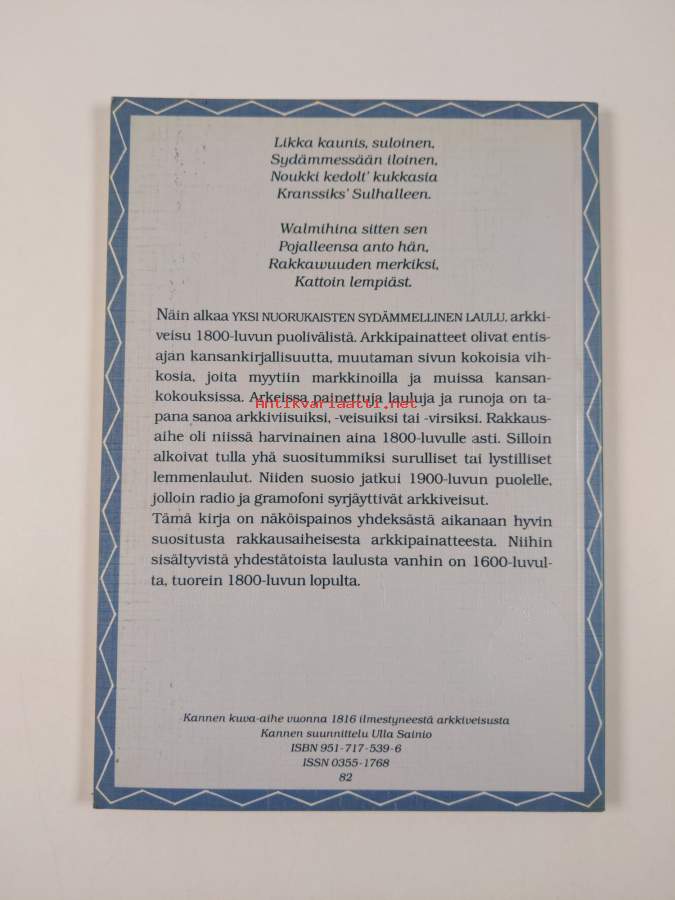 Likka kaunis, suloinen,
Sydämmessään iloinen,
Noukki kedolt' kukkasia
Kranssiks' Sulhalleen.
Walmihina sitten sen
Pojalleensa anto hän,
Rakkawuuden merkiksi,
Kattoin lempiäst.
Näin alkaa YKSI NUORUKAISTEN SYDÄMMELLINEN LAULU, arkki-
veisu 1800-luvun puolivälistä. Arkkipainatteet olivat entis-
ajan kansankirjallisuutta, muutaman sivun kokoisia vih-
kosia, joita myytiin markkinoilla ja muissa kansan-
kokouksissa. Arkeissa painettuja lauluja ja runoja on ta-
Antikvariaatti.net
pana sanoa arkkiviisuiksi, -veisuiksi tai -virsiksi. Rakkaus-
aihe oli niissä harvinainen aina 1800-luvulle asti. Silloin
alkoivat tulla yhä suositummiksi surulliset tai lystilliset
lemmenlaulut. Niiden suosio jatkui 1900-luvun puolelle,
jolloin radio ja gramofoni syrjäyttivät arkkiveisut.
Tämä kirja on näköispainos yhdeksästä aikanaan hyvin
suositusta rakkausaiheisesta arkkipainatteesta. Niihin
sisältyvistä yhdestätoista laulusta vanhin on 1600-luvul-
ta, tuorein 1800-luvun lopulta.
Kannen kuva-aihe vuonna 1816 ilmestyneestä arkkiveisusta
Kannen suunnittelu Ulla Sainio
ISBN 951-717-539-6
ISSN 0355-1768
82